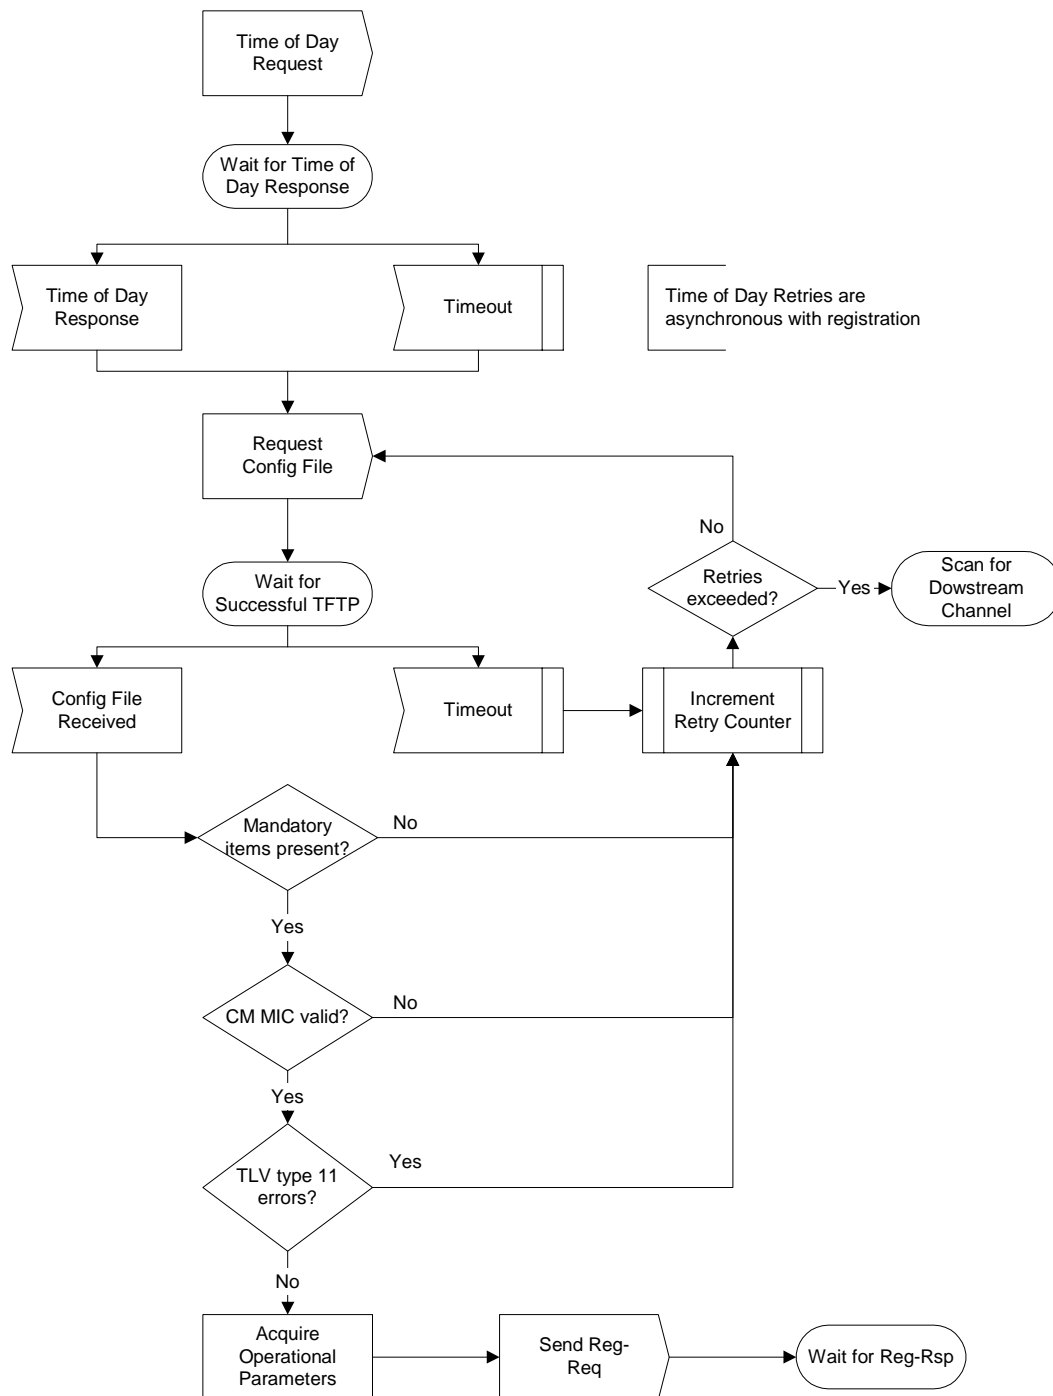 Time of Day
Request
Wait for Time of
Day Response
Time of Day
Response
Timeout
Time of Day Retries are
asynchronous with registration
Request
Config File
No
Retries
exceeded?
Yes
Scan for
Dowstream
Channel
Wait for
Successful TFTP
Config File
Received
Timeout
Increment
Retry Counter
Mandatory
items present?
No
Yes
CM MIC valid?
No
Yes
TLV type 11
errors?
Yes
No
Acquire
Operational
Parameters
Send Reg-
Req
Wait for Reg-Rsp